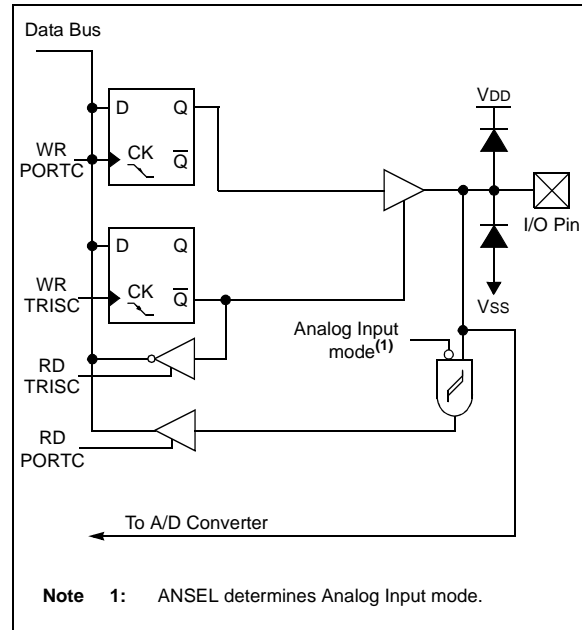 Data Bus
D Q
VDD
WR
PORTC
CK Q
I/O Pin
D Q
WR
TRISC
CK Q
VSS
Analog Input
mode(1)
RD
TRISC
RD
PORTC
To A/D Converter
Note 1: ANSEL determines Analog Input mode.